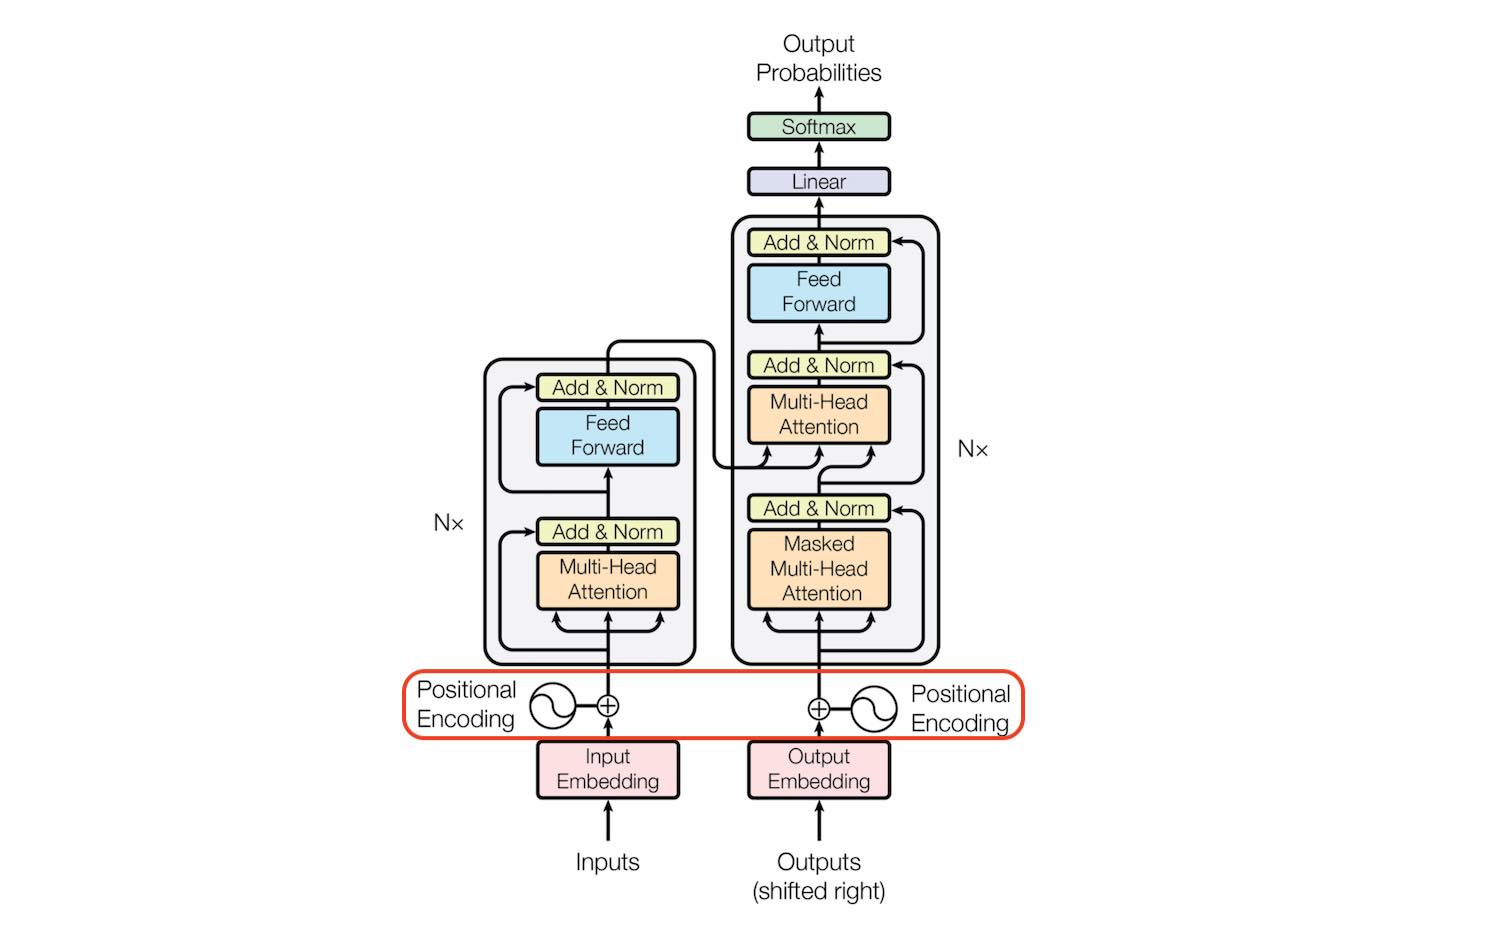 Output
Probabilities
Softmax
Linear
Add & Norm
Feed
Forward
Add & Norm
Multi-Head
Attention
Add & Norm
Masked
Multi-Head
Attention
N×
Add & Norm
Feed
Forward
Add & Norm
Multi-Head
Attention
N×
Positional
Encoding
Positional
Encoding
Input
Embedding
Output
Embedding
Inputs
Outputs
(shifted right)